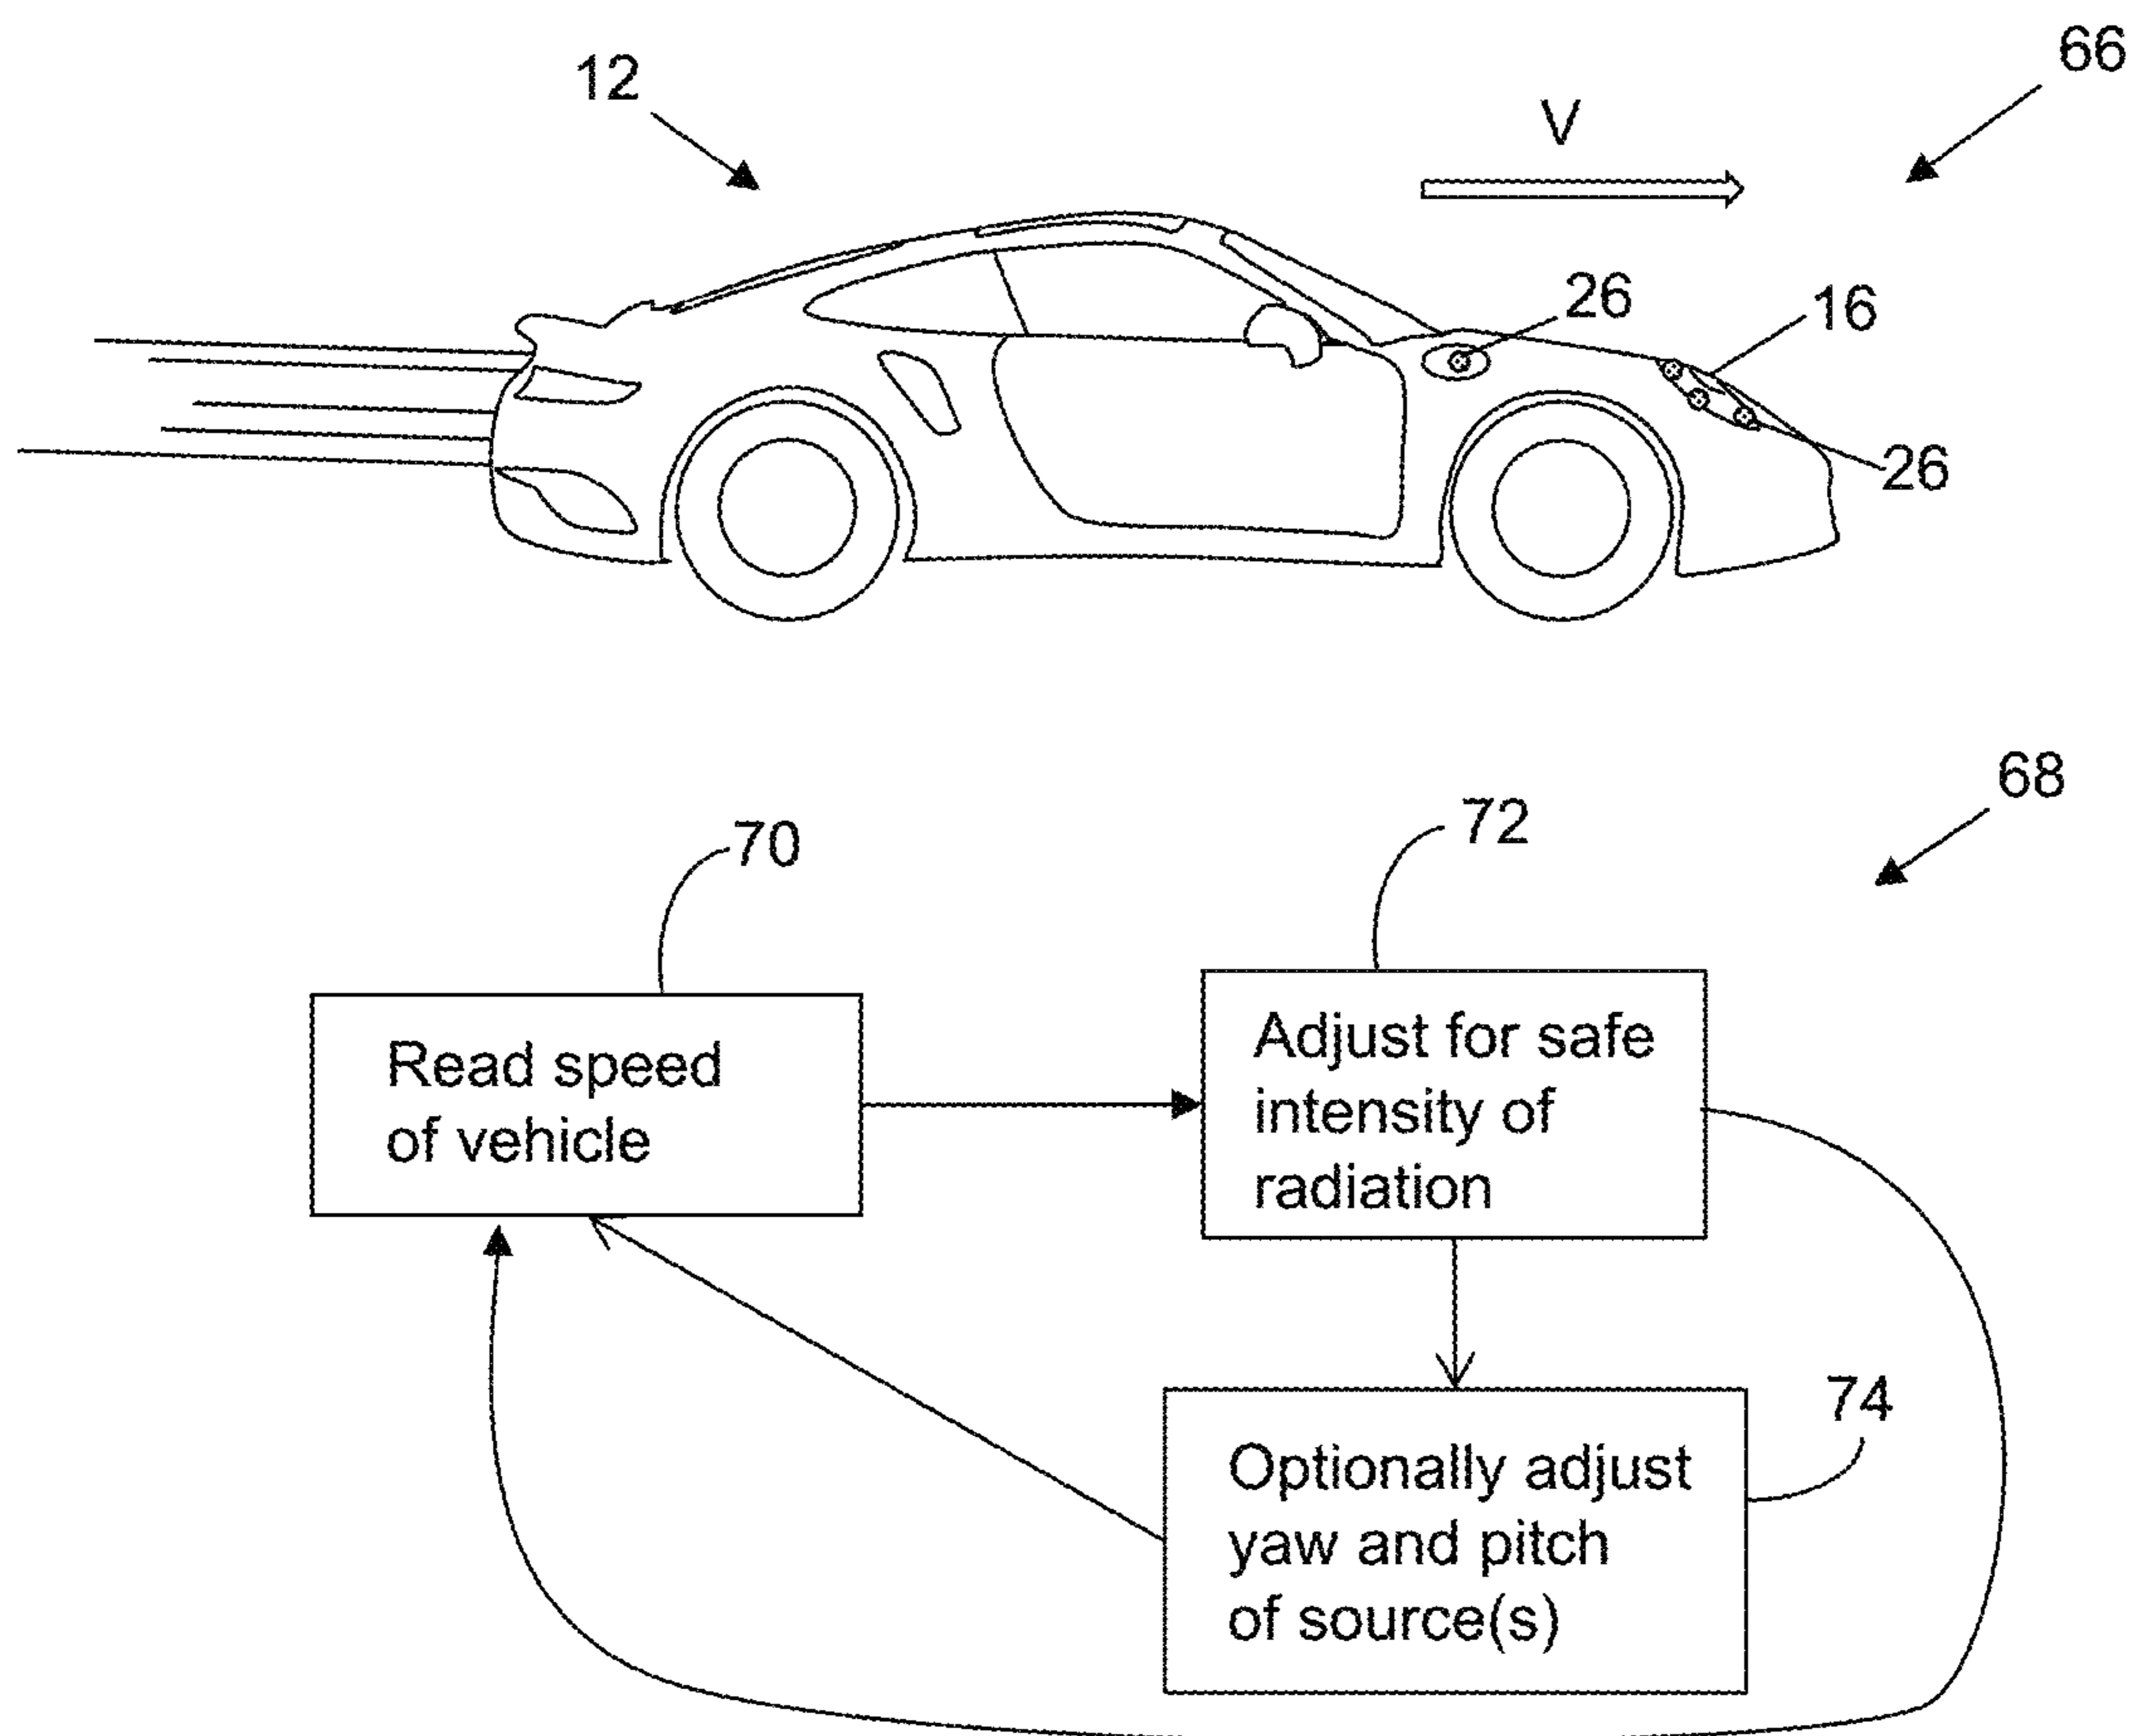 66
12
V
26
16
26
68
72
70
Read speed
of vehicle
Adjust for safe
intensity of
radiation
74
Optionally adjust
yaw and pitch
of source(s)